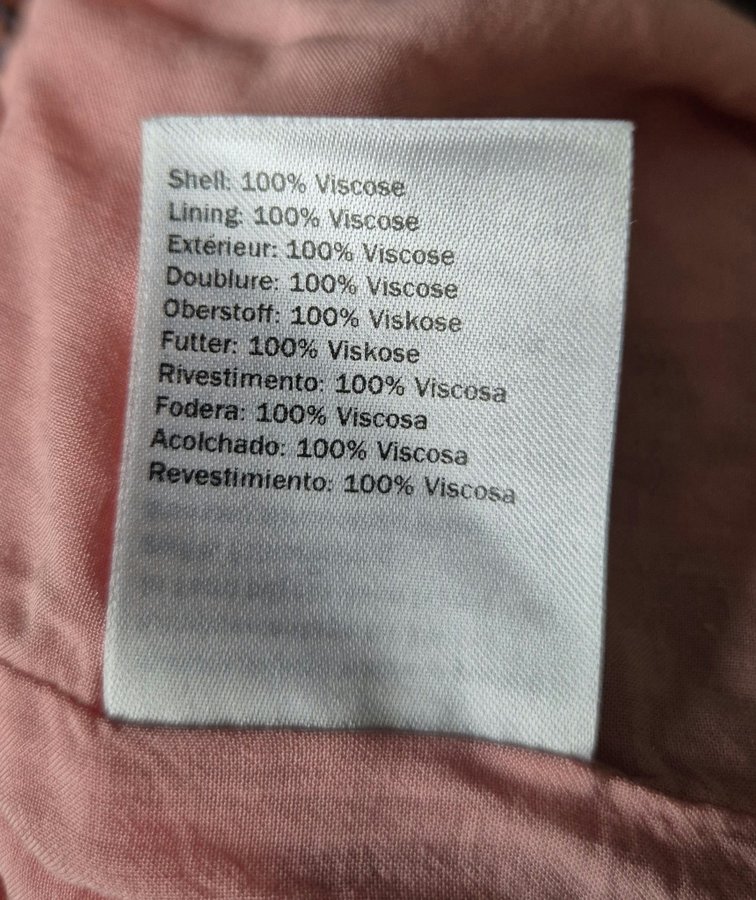 Shell: 100% Viscose
Lining: 100% Viscose
Extérieur: 100% Viscose
Doublure: 100% Viscose
Oberstoff: 100% Viskose
Futter: 100% Viskose
Rivestimento: 100% Viscosa
Fodera: 100% Viscosa
Acolchado: 100% Viscosa
Revestimiento: 100% Viscosa